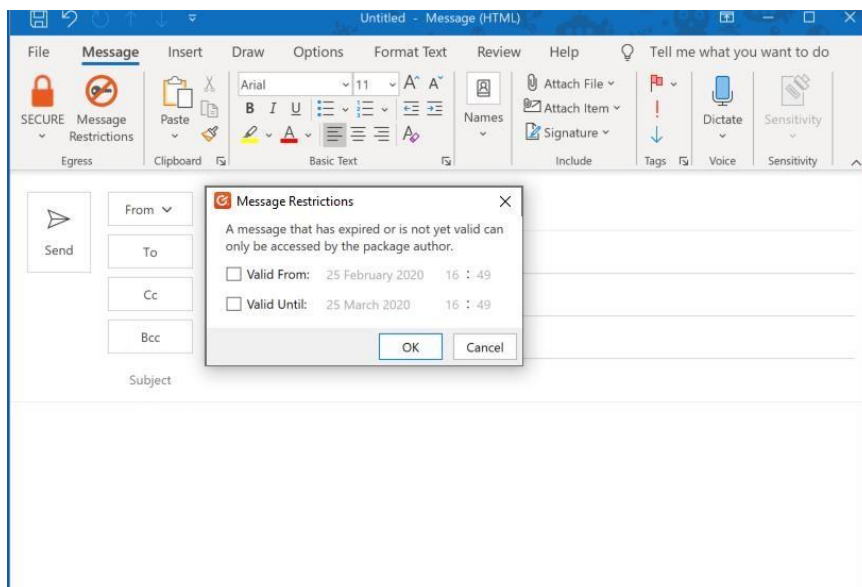 Untitled - Message (HTML)
File Message Insert Draw Options Format Text Review Help Tell me what you want to do
SECURE Message Restrictions
Paste
Arial 11 A A
B I U
A A
Names
Attach File
Attach Item
Signature
Dictate
Sensitivity
Egress Clipboard Basic Text Include Tags Voice Sensitivity
Send
From
To
Cc
Bcc
Subject
Message Restrictions
A message that has expired or is not yet valid can
only be accessed by the package author.
Valid From: 25 February 2020 16 : 49
Valid Until: 25 March 2020 16 : 49
OK Cancel